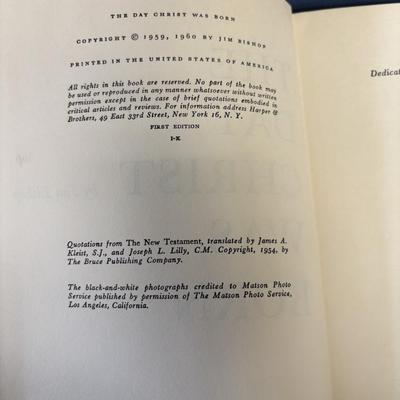 THE DAY CHRIST WAS BORN
COPYRIGHT © 1959, 1960 BY JIM BISHOP
PRINTED IN THE UNITED STATES OF AMERICA
All rights in this book are reserved. No part of the book may
be used or reproduced in any manner whatsoever without written
permission except in the case of brief quotations embodied in
critical articles and reviews. For information address Harper &
Brothers, 49 East 33rd Street, New York 16, N. Y.
FIRST EDITION
I-K
Quotations from The New Testament, translated by James A.
Kleist, S.J., and Joseph L. Lilly, C.M. Copyright, 1954, by
The Bruce Publishing Company.
The black-and-white photographs credited to Matson Photo
Service published by permission of The Matson Photo Service,
Los Angeles, California.
Dedicat